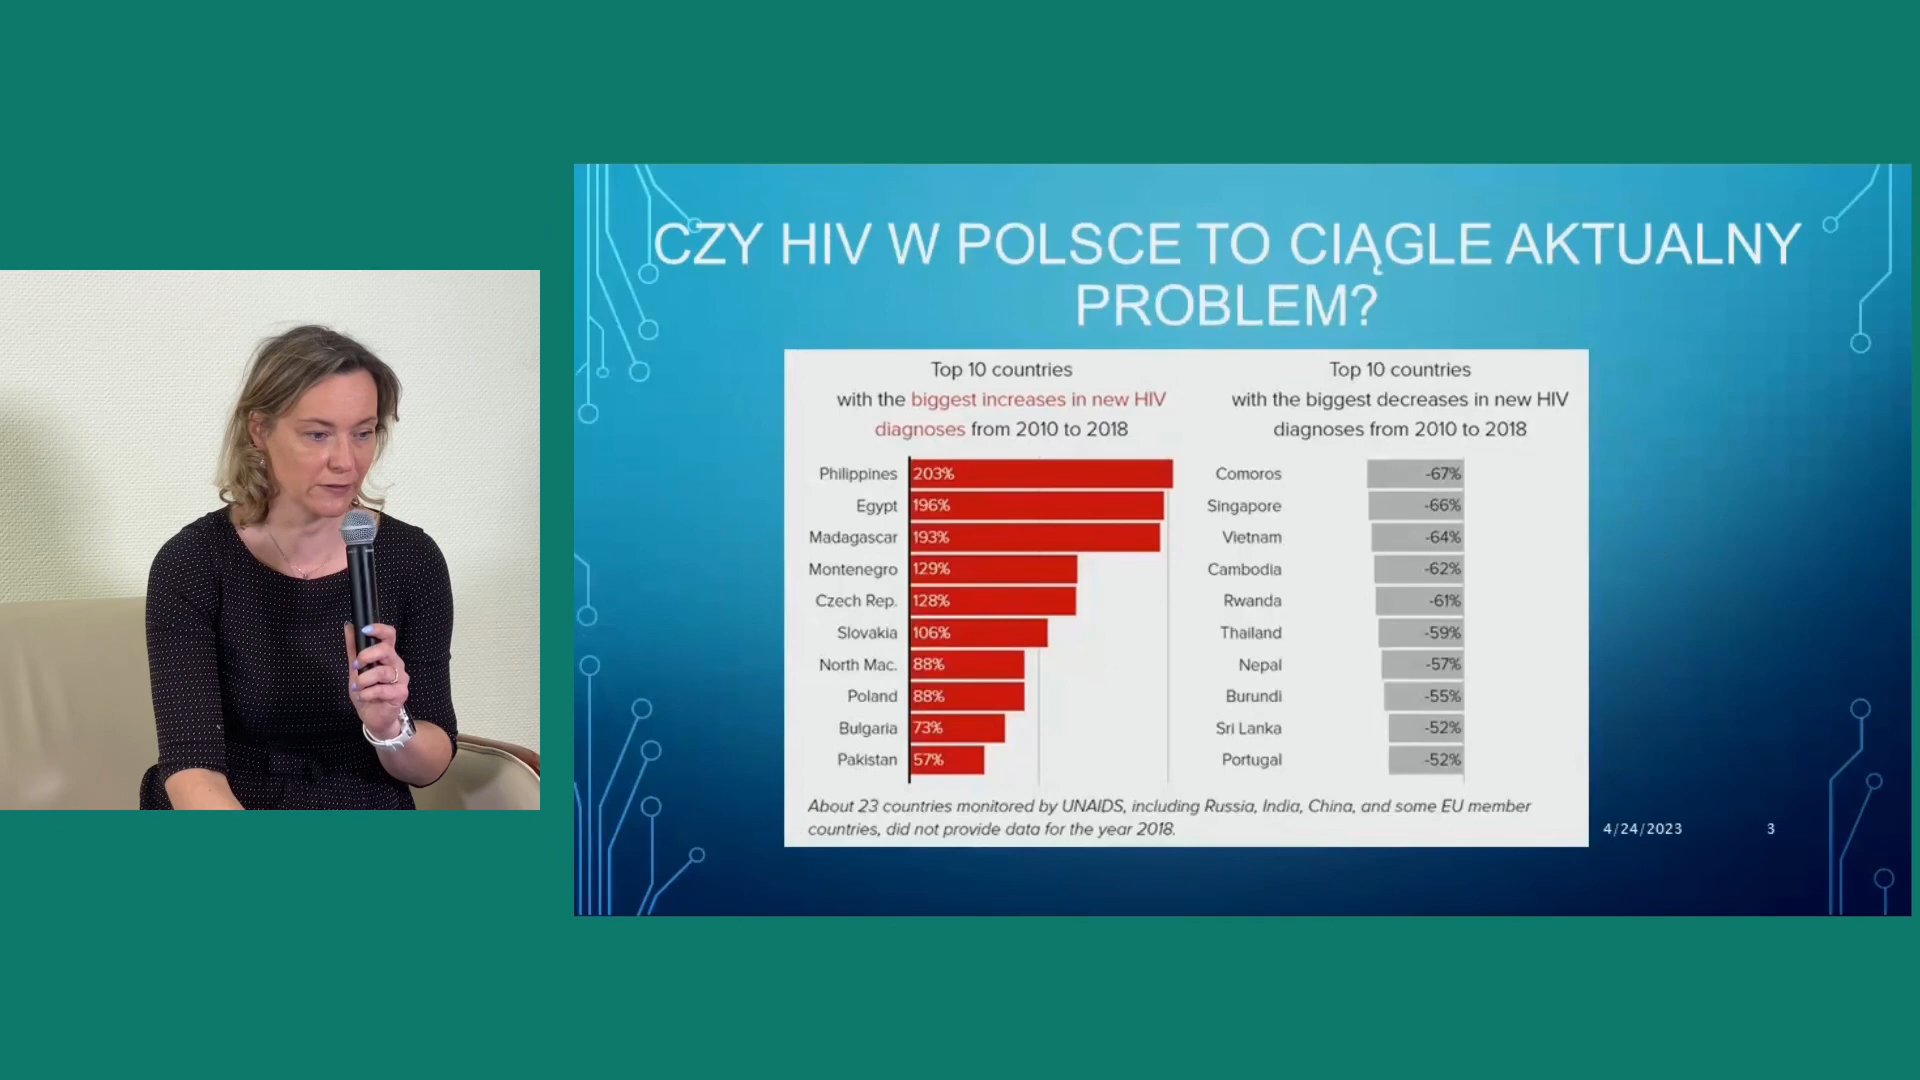 CZY HIV W POLSCE TO CIĄGLE AKTUALNY
PROBLEM?
Top 10 countries
with the biggest increases in new HIV
diagnoses from 2010 to 2018
Philippines 203%
Egypt 196%
Madagascar 193%
Montenegro 129%
Czech Rep. 128%
Slovakia 106%
North Mac. 88%
Poland 88%
Bulgaria 73%
Pakistan 57%
Top 10 countries
with the biggest decreases in new HIV
diagnoses from 2010 to 2018
Comoros -67%
Singapore -66%
Vietnam -64%
Cambodia -62%
Rwanda -61%
Thailand -59%
Nepal -57%
Burundi -55%
Sri Lanka -52%
Portugal -52%
About 23 countries monitored by UNAIDS, including Russia, India, China, and some EU member
countries, did not provide data for the year 2018.
4/24/2023 3